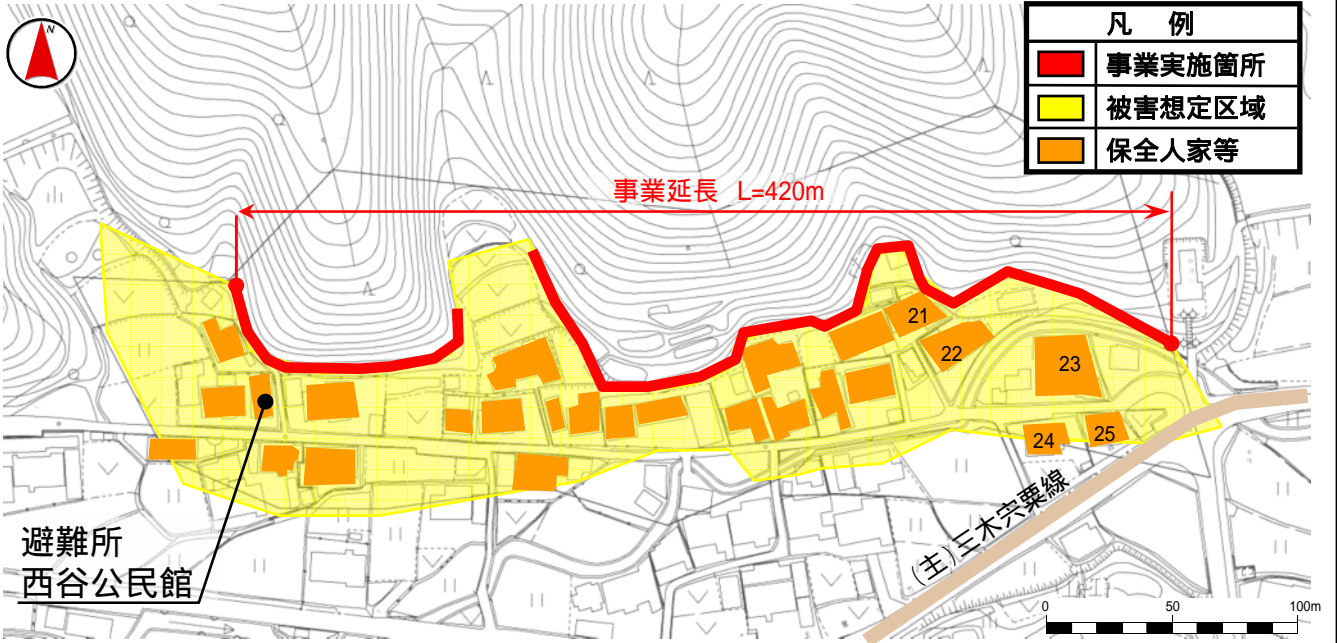 N
凡 例
事業実施箇所
被害想定区域
保全人家等
事業延長 L=420m
21
22
23
24
25
(主)三木宍粟線
避難所
西谷公民館
0 50 100m